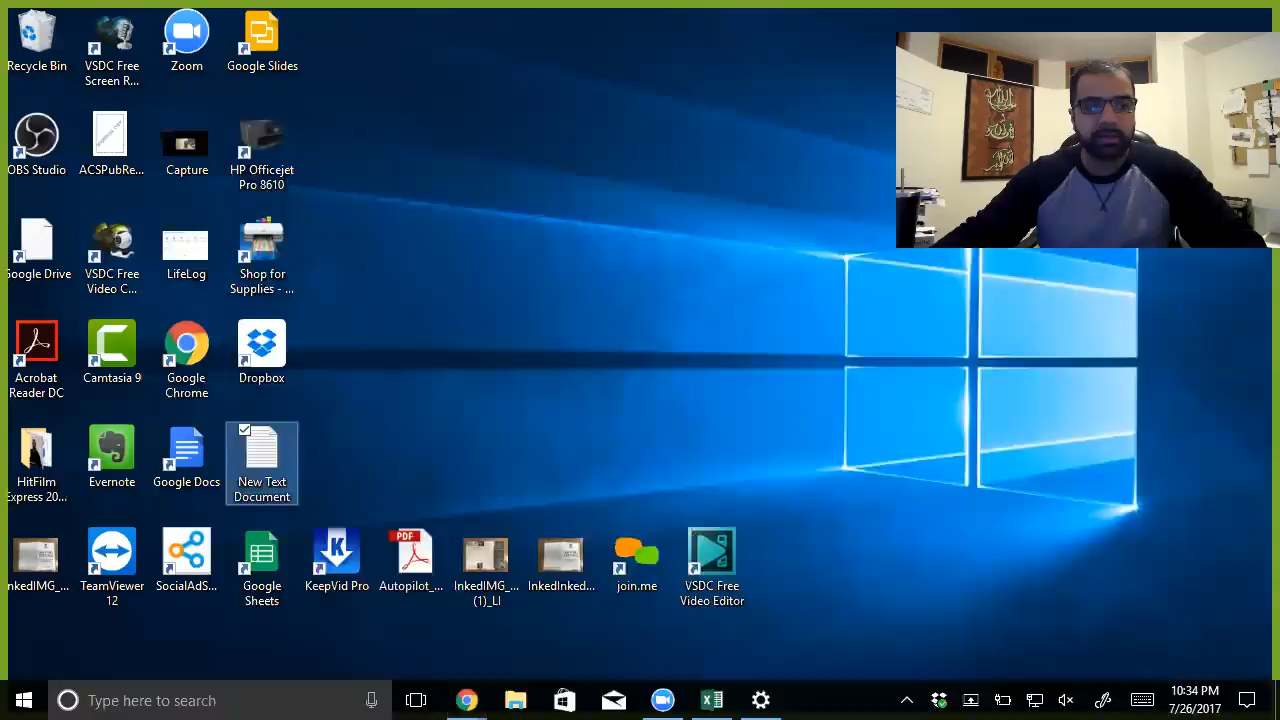 Recycle Bin
VSDC Free
Screen R...
Zoom
Google Slides
OBS Studio
ACSPubRe...
Capture
HP Officejet
Pro 8610
Google Drive
VSDC Free
Video C...
LifeLog
Shop for
Supplies - ...
Acrobat
Reader DC
Camtasia 9
Google
Chrome
Dropbox
HitFilm
Express 20...
Evernote
Google Docs
New Text
Document
nkedIMG_...
TeamViewer
12
SocialAdS...
Google
Sheets
K
KeepVid Pro
PDF
Autopilot_...
InkedIMG_...
(1)_LI
InkedInked...
join.me
VSDC Free
Video Editor
Type here to search
10:34 PM
7/26/2017